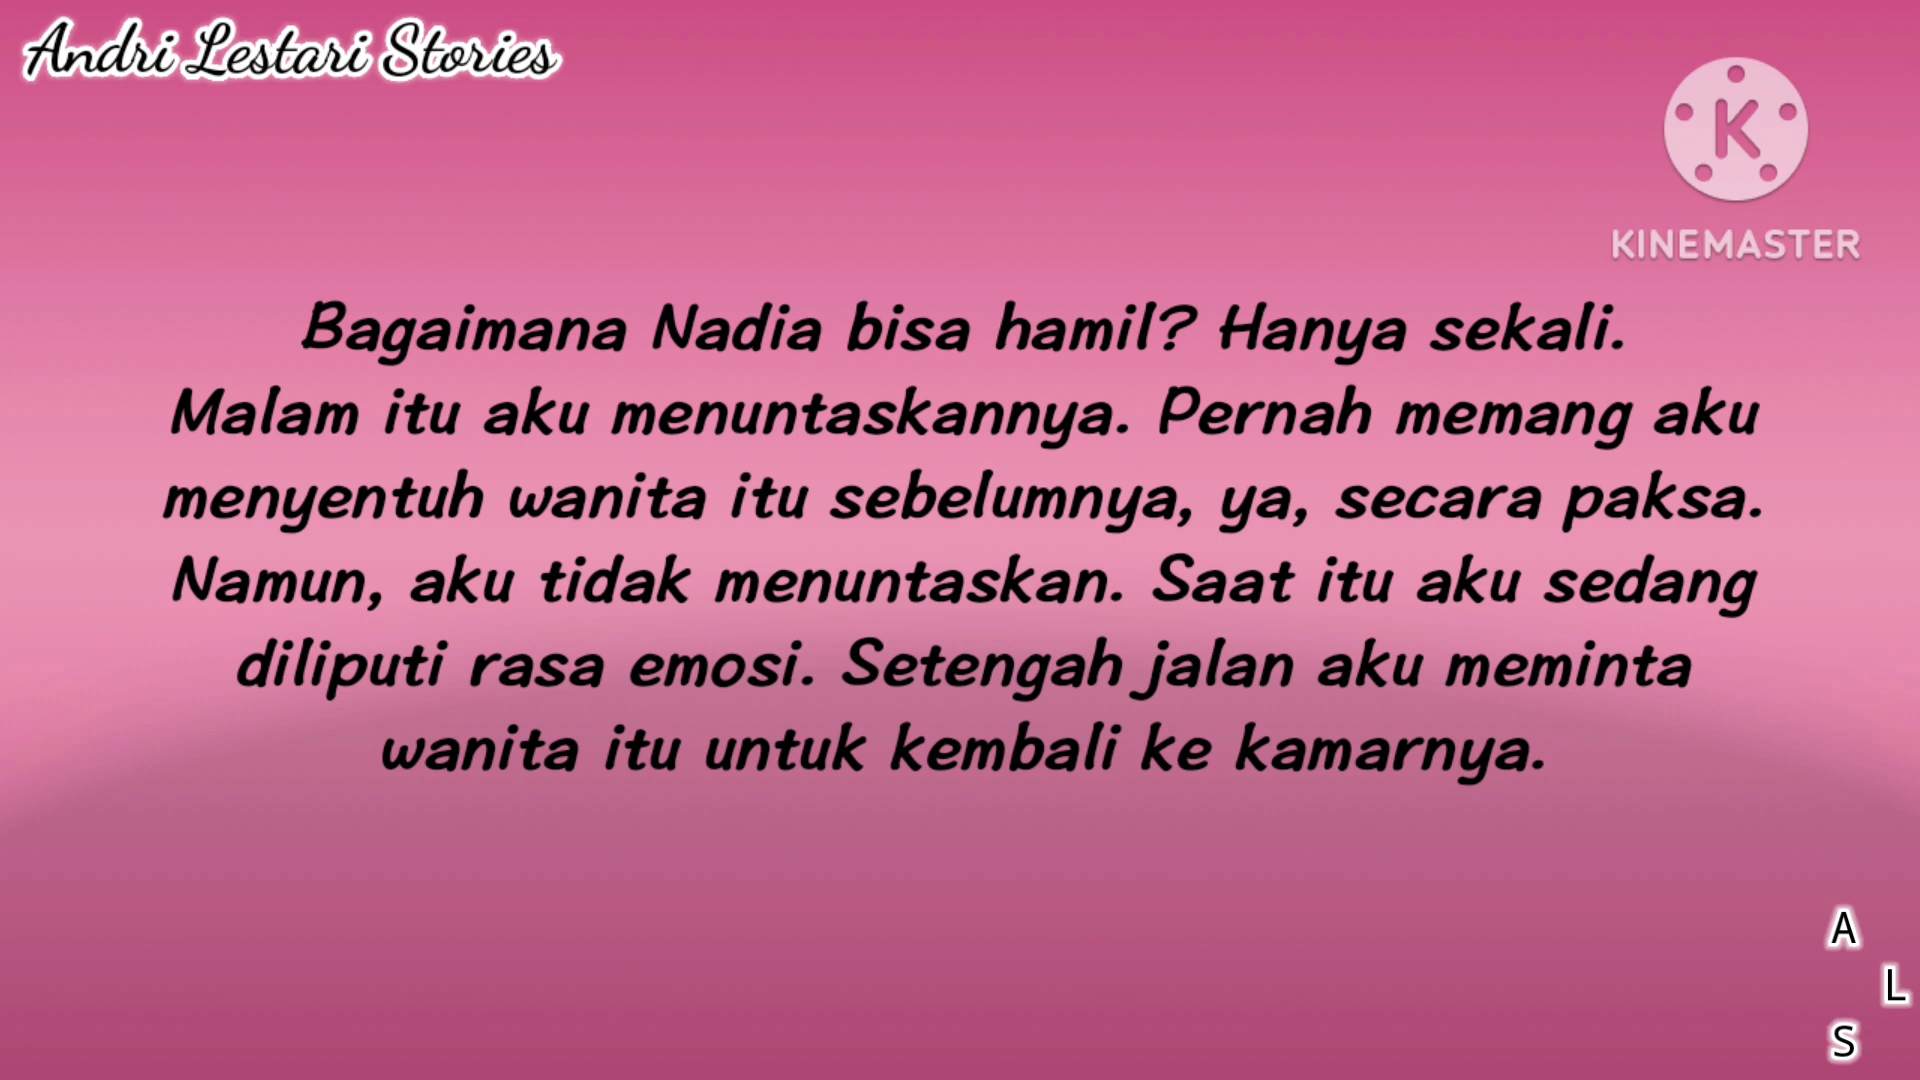 Andri Lestari Stories
KINEMASTER
Bagaimana Nadia bisa hamil? Hanya sekali.
Malam itu aku menuntaskannya. Pernah memang aku
menyentuh wanita itu sebelumnya, ya, secara paksa.
Namun, aku tidak menuntaskan. Saat itu aku sedang
diliputi rasa emosi. Setengah jalan aku meminta
wanita itu untuk kembali ke kamarnya.
A
L
S